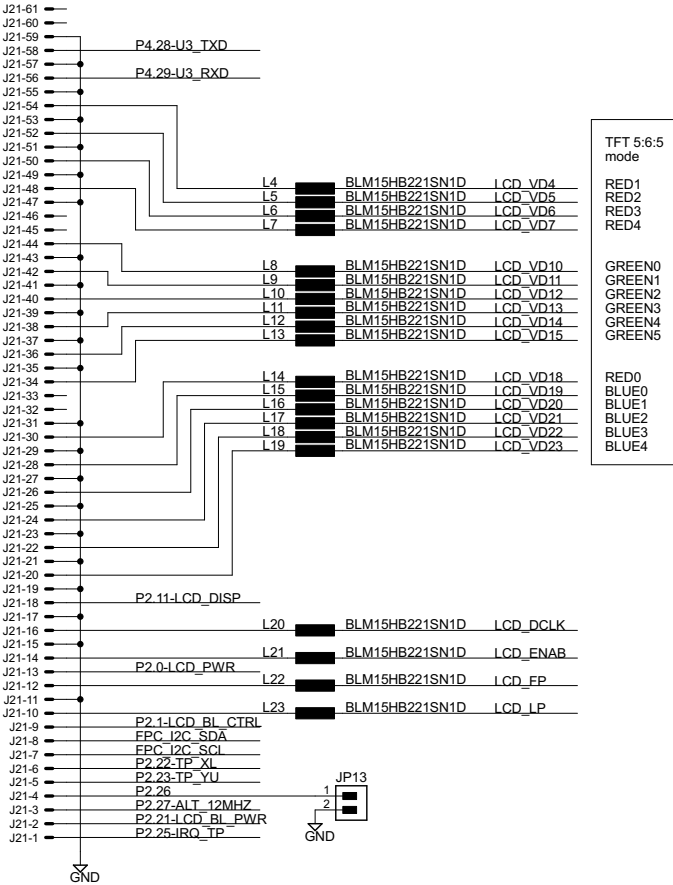 J21-61
J21-60
J21-59
J21-58 P4.28-U3_TXD
J21-57
J21-56 P4.29-U3_RXD
J21-55
J21-54
J21-53
J21-52
J21-51
J21-50
J21-49
J21-48
J21-47
J21-46
J21-45
J21-44
J21-43
J21-42
J21-41
J21-40
J21-39
J21-38
J21-37
J21-36
J21-35
J21-34
J21-33
J21-32
J21-31
J21-30
J21-29
J21-28
J21-27
J21-26
J21-25
J21-24
J21-23
J21-22
J21-21
J21-20
J21-19
J21-18 P2.11-LCD_DISP
J21-17
J21-16
J21-15
J21-14
J21-13 P2.0-LCD_PWR
J21-12
J21-11
J21-10
J21-9 P2.1-LCD_BL_CTRL
J21-8 FPC_I2C_SDA
J21-7 FPC_I2C_SCL
J21-6 P2.22-TP_XL
J21-5 P2.23-TP_YU
J21-4 P2.26
J21-3 P2.27-ALT_12MHZ
J21-2 P2.21-LCD_BL_PWR
J21-1 P2.25-IRQ_TP
GND
TFT 5:6:5
mode
L4 BLM15HB221SN1D LCD_VD4 RED1
L5 BLM15HB221SN1D LCD_VD5 RED2
L6 BLM15HB221SN1D LCD_VD6 RED3
L7 BLM15HB221SN1D LCD_VD7 RED4
L8 BLM15HB221SN1D LCD_VD10 GREEN0
L9 BLM15HB221SN1D LCD_VD11 GREEN1
L10 BLM15HB221SN1D LCD_VD12 GREEN2
L11 BLM15HB221SN1D LCD_VD13 GREEN3
L12 BLM15HB221SN1D LCD_VD14 GREEN4
L13 BLM15HB221SN1D LCD_VD15 GREEN5
L14 BLM15HB221SN1D LCD_VD18 RED0
L15 BLM15HB221SN1D LCD_VD19 BLUE0
L16 BLM15HB221SN1D LCD_VD20 BLUE1
L17 BLM15HB221SN1D LCD_VD21 BLUE2
L18 BLM15HB221SN1D LCD_VD22 BLUE3
L19 BLM15HB221SN1D LCD_VD23 BLUE4
L20 BLM15HB221SN1D LCD_DCLK
L21 BLM15HB221SN1D LCD_ENAB
L22 BLM15HB221SN1D LCD_FP
L23 BLM15HB221SN1D LCD_LP
JP13
1
2
GND